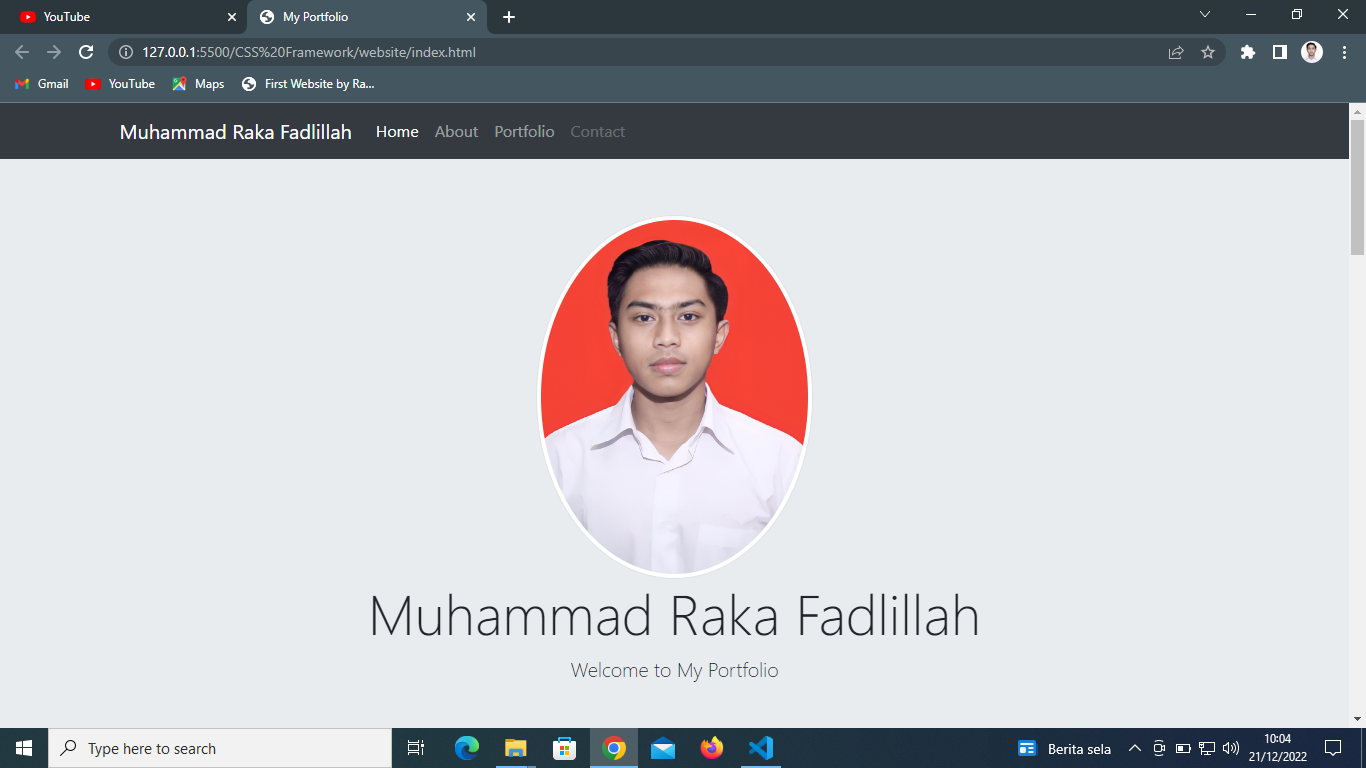 YouTube
My Portfolio
127.0.0.1:5500/CSS%20Framework/website/index.html
Gmail
YouTube
Maps
First Website by Ra...
Muhammad Raka Fadlillah
Home
About
Portfolio
Contact
Muhammad Raka Fadlillah
Welcome to My Portfolio
Type here to search
Berita sela
10:04
21/12/2022